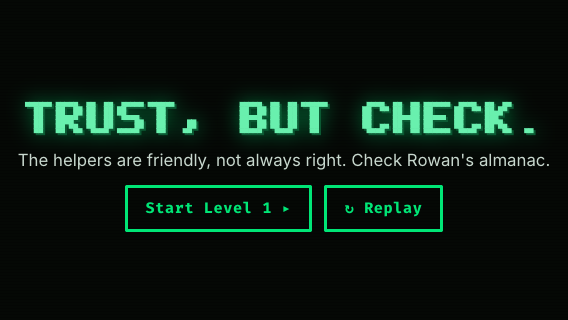 TRUST, BUT CHECK.
The helpers are friendly, not always right. Check Rowan's almanac.
Start Level 1 ▸
↻ Replay